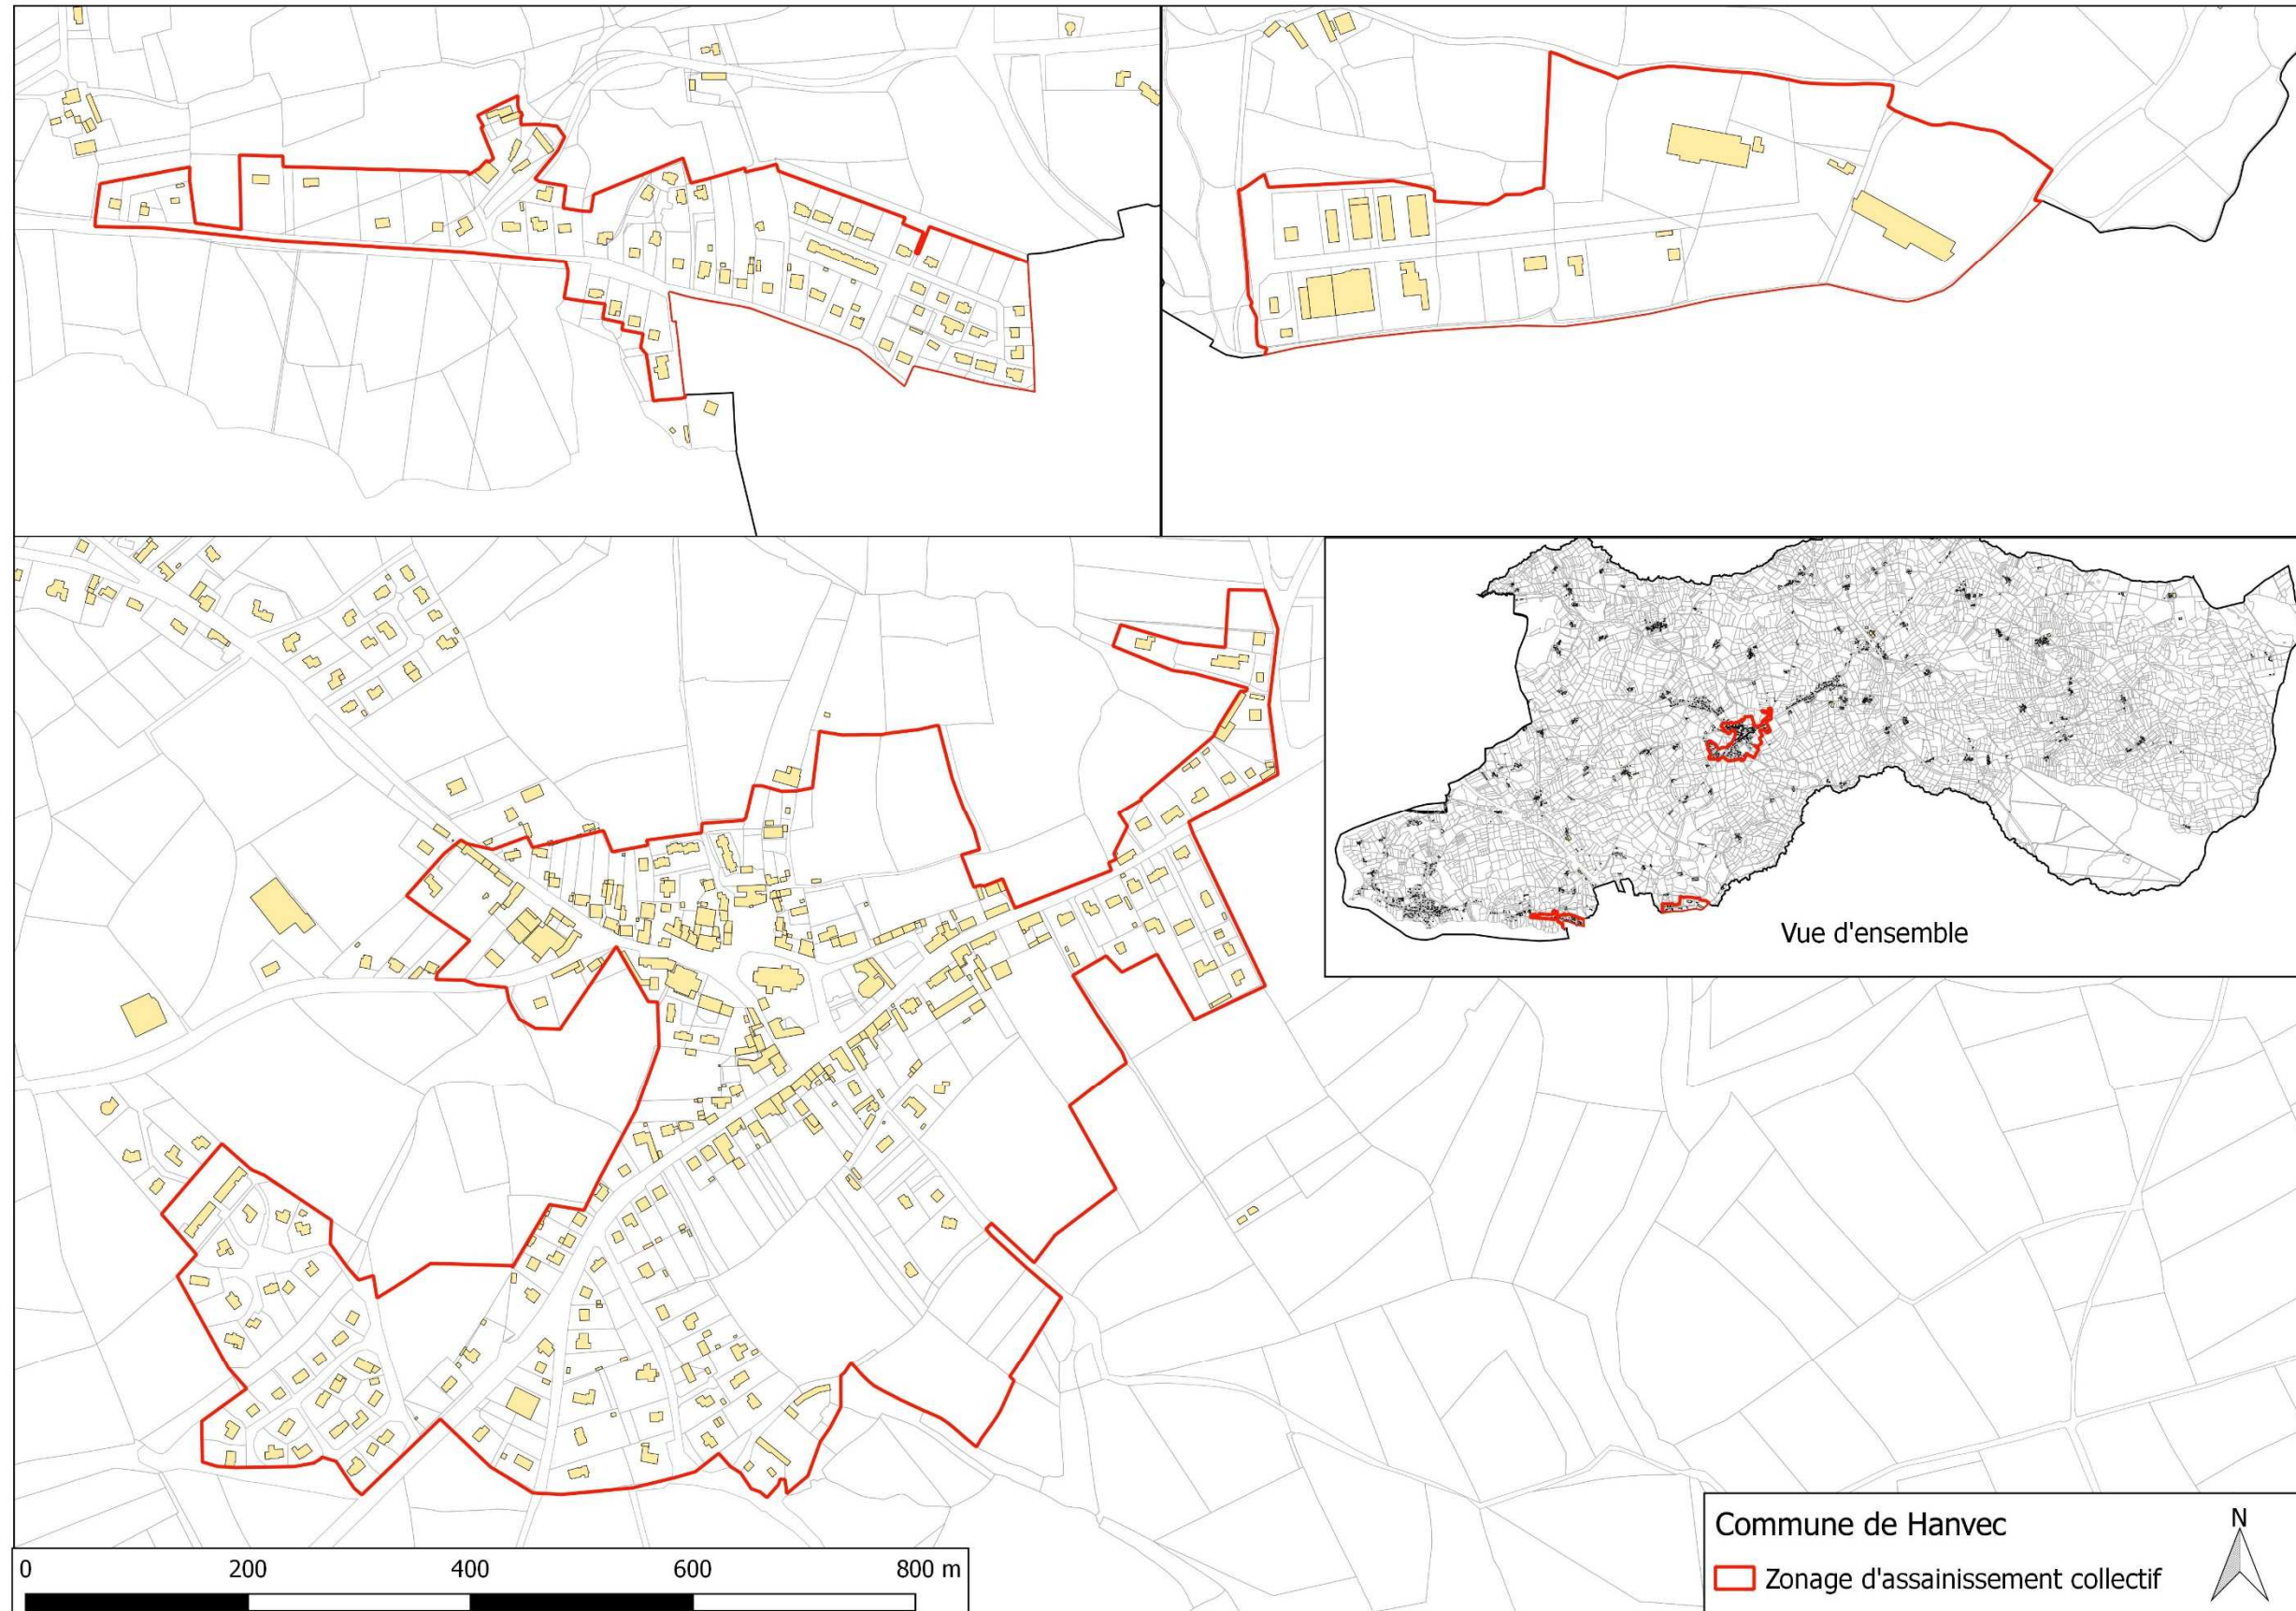 Vue d'ensemble
Commune de Hanvec
Zonage d'assainissement collectif
N
0 200 400 600 800 m